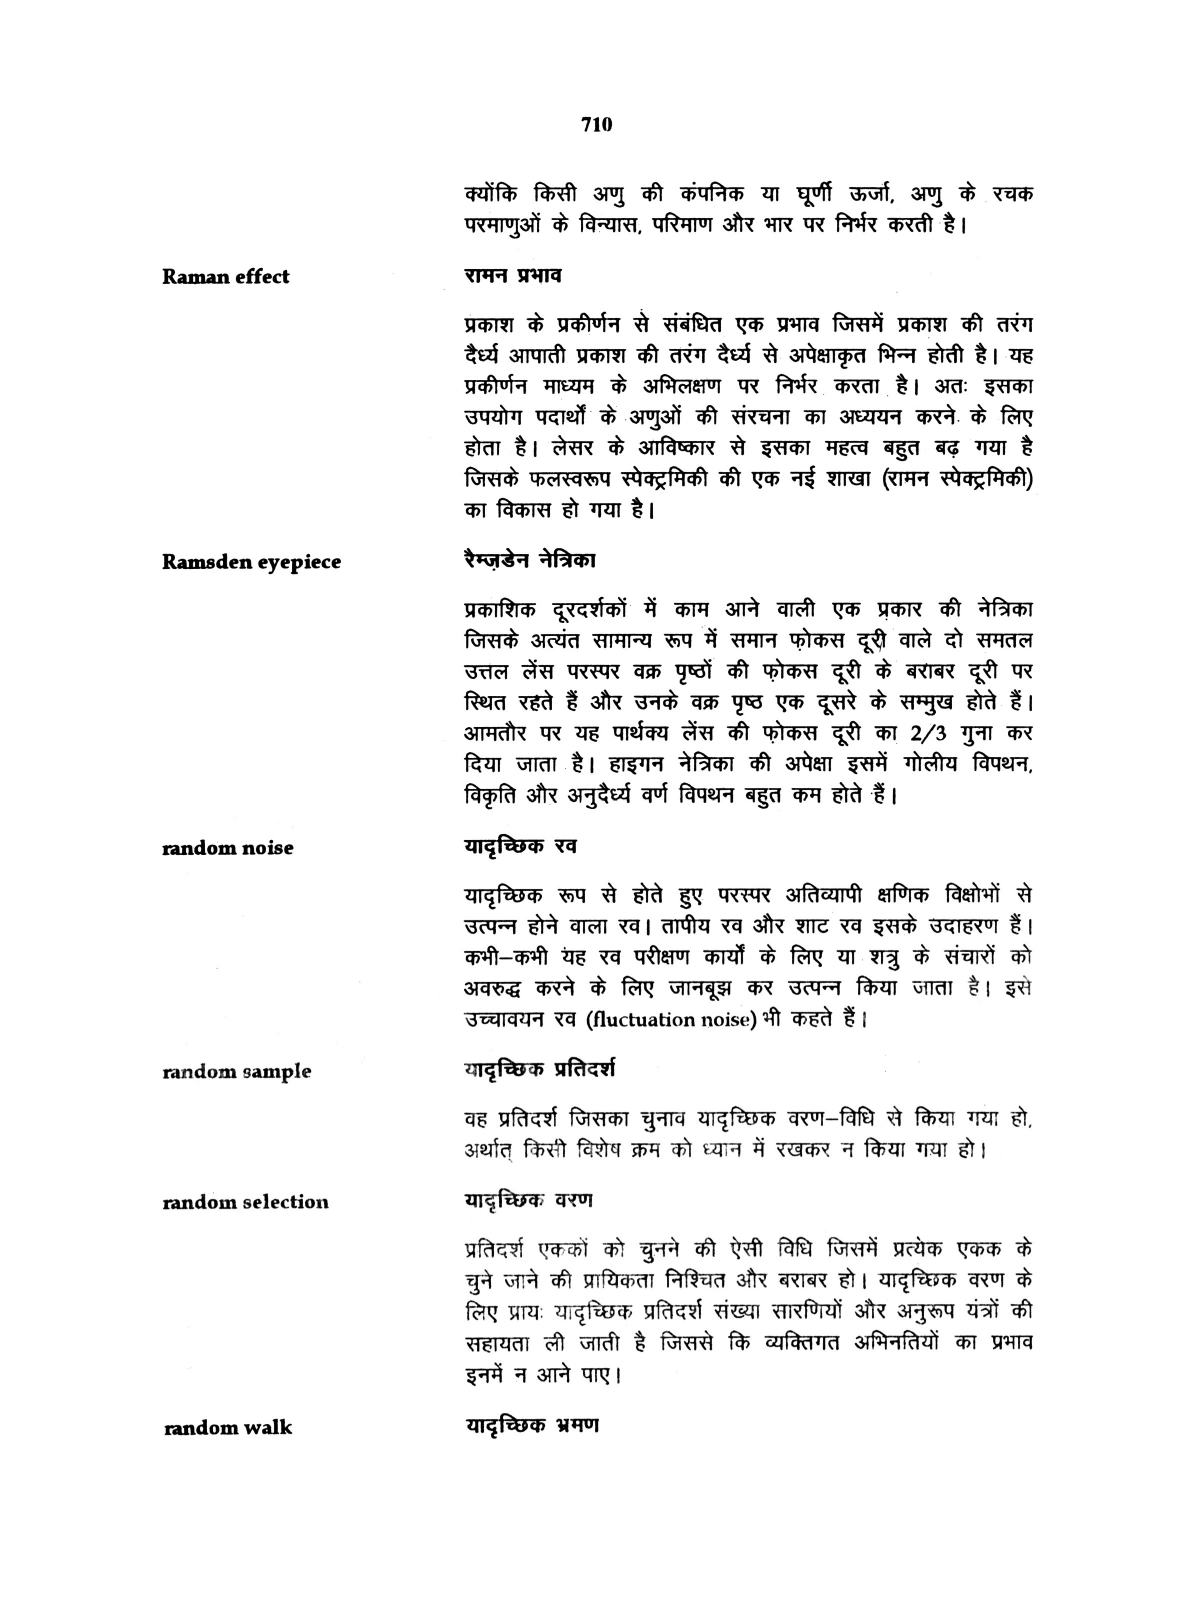 710
क्योंकि किसी अणु की कंपनिक या घूर्णी ऊर्जा, अणु के रचक
परमाणुओं के विन्यास, परिमाण और भार पर निर्भर करती है।
Raman effect रामन प्रभाव
प्रकाश के प्रकीर्णन से संबंधित एक प्रभाव जिसमें प्रकाश की तरंग
दैर्ध्य आपाती प्रकाश की तरंग दैर्ध्य से अपेक्षाकृत भिन्न होती है। यह
प्रकीर्णन माध्यम के अभिलक्षण पर निर्भर करता है। अतः इसका
उपयोग पदार्थों के अणुओं की संरचना का अध्ययन करने के लिए
होता है। लेसर के आविष्कार से इसका महत्व बहुत बढ़ गया है
जिसके फलस्वरूप स्पेक्ट्रमिकी की एक नई शाखा (रामन स्पेक्ट्रमिकी)
का विकास हो गया है।
Ramsden eyepiece रैम्ज़डेन नेत्रिका
प्रकाशिक दूरदर्शकों में काम आने वाली एक प्रकार की नेत्रिका
जिसके अत्यंत सामान्य रूप में समान फ़ोकस दूरी वाले दो समतल
उत्तल लेंस परस्पर वक्र पृष्ठों की फ़ोकस दूरी के बराबर दूरी पर
स्थित रहते हैं और उनके वक्र पृष्ठ एक दूसरे के सम्मुख होते हैं।
आमतौर पर यह पार्थक्य लेंस की फ़ोकस दूरी का 2/3 गुना कर
दिया जाता है। हाइगन नेत्रिका की अपेक्षा इसमें गोलीय विपथन,
विकृति और अनुदैर्ध्य वर्ण विपथन बहुत कम होते हैं।
random noise यादृच्छिक रव
यादृच्छिक रूप से होते हुए परस्पर अतिव्यापी क्षणिक विक्षोभों से
उत्पन्न होने वाला रव। तापीय रव और शाट रव इसके उदाहरण हैं।
कभी–कभी यह रव परीक्षण कार्यों के लिए या शत्रु के संचारों को
अवरुद्ध करने के लिए जानबूझ कर उत्पन्न किया जाता है। इसे
उच्चावयन रव (fluctuation noise) भी कहते हैं।
random sample यादृच्छिक प्रतिदर्श
वह प्रतिदर्श जिसका चुनाव यादृच्छिक वरण–विधि से किया गया हो,
अर्थात् किसी विशेष क्रम को ध्यान में रखकर न किया गया हो।
random selection यादृच्छिक वरण
प्रतिदर्श एककों को चुनने की ऐसी विधि जिसमें प्रत्येक एकक के
चुने जाने की प्रायिकता निश्चित और बराबर हो। यादृच्छिक वरण के
लिए प्रायः यादृच्छिक प्रतिदर्श संख्या सारणियों और अनुरूप यंत्रों की
सहायता ली जाती है जिससे कि व्यक्तिगत अभिनतियों का प्रभाव
इनमें न आने पाए।
random walk यादृच्छिक भ्रमण